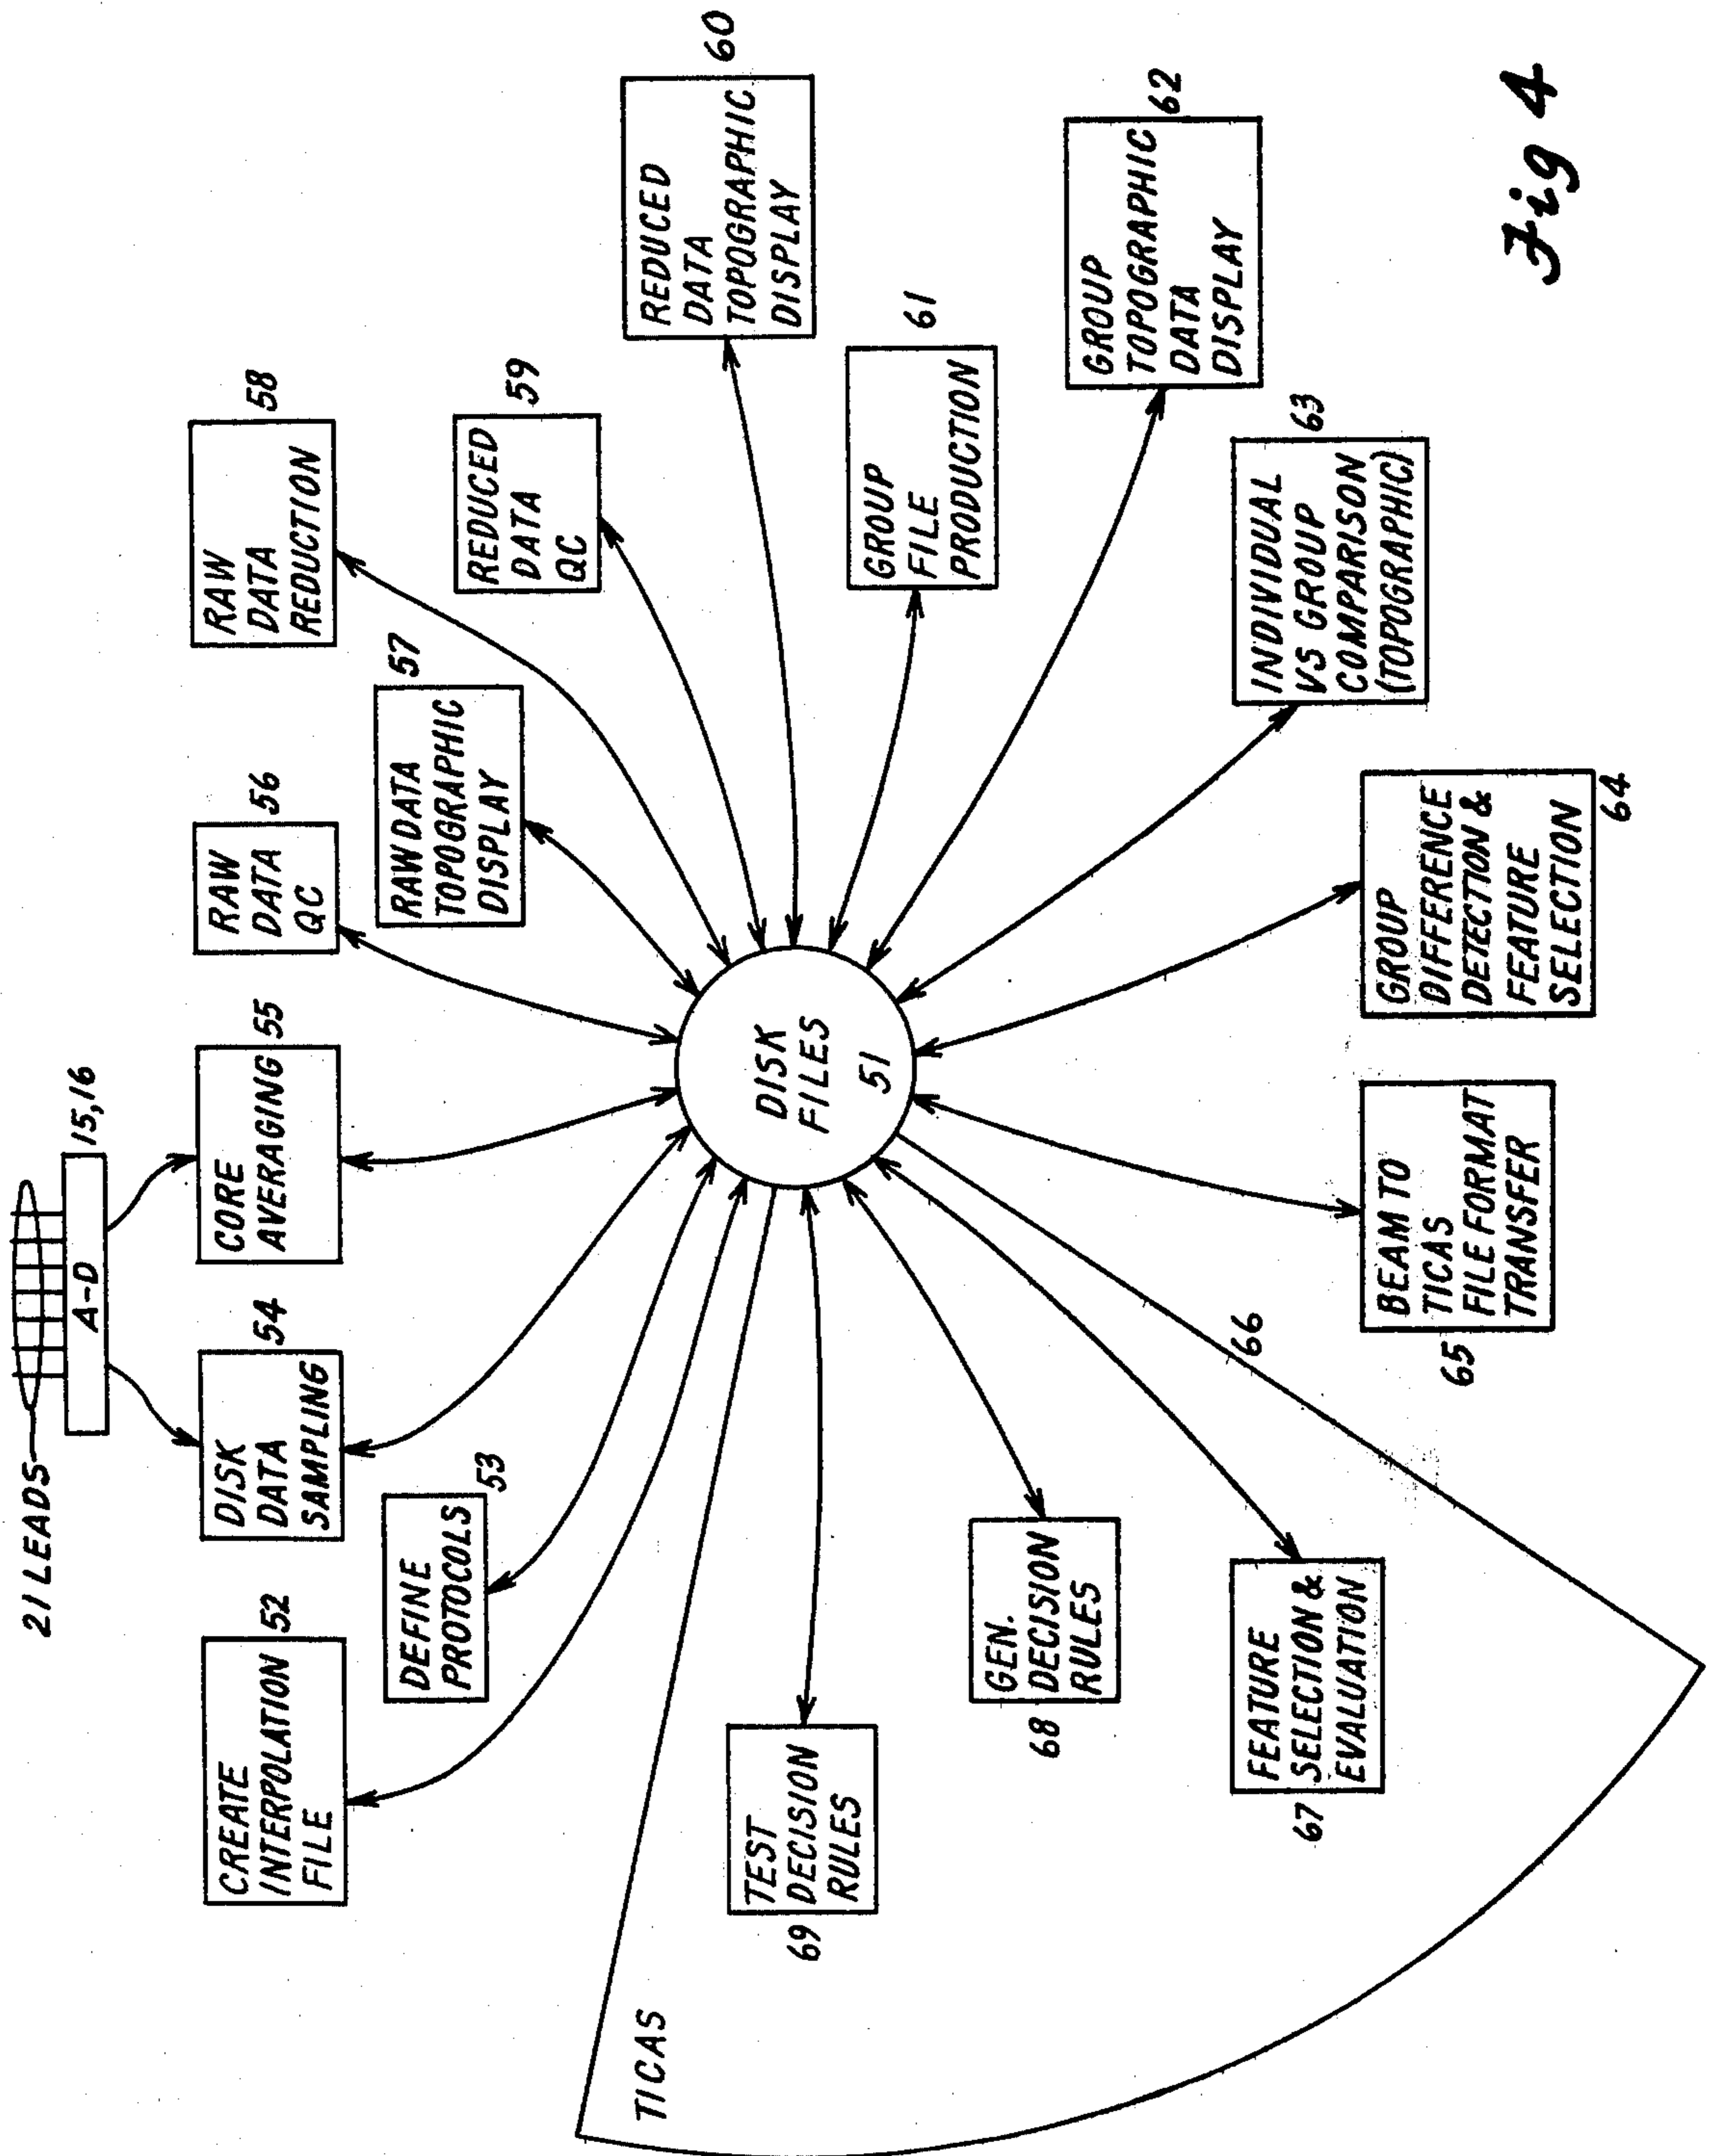 21 LEADS
A-D
15,16
CREATE
INTERPOLATION
FILE
52
DEFINE
PROTOCOLS
53
DISK
DATA
SAMPLING
54
CORE
AVERAGING
55
RAW
DATA
QC
56
RAW DATA
TOPOGRAPHIC
DISPLAY
57
RAW
DATA
REDUCTION
58
REDUCED
DATA
QC
59
REDUCED
DATA
TOPOGRAPHIC
DISPLAY
60
GROUP
FILE
PRODUCTION
61
GROUP
TOPOGRAPHIC
DATA
DISPLAY
62
INDIVIDUAL
VS GROUP
COMPARISON
(TOPOGRAPHIC)
63
GROUP
DIFFERENCE
DETECTION &
FEATURE
SELECTION
64
BEAM TO
TICAS
FILE FORMAT
TRANSFER
65
66
DISK
FILES
51
TICAS
FEATURE
SELECTION &
EVALUATION
67
GEN.
DECISION
RULES
68
TEST
DECISION
RULES
69
Fig 4